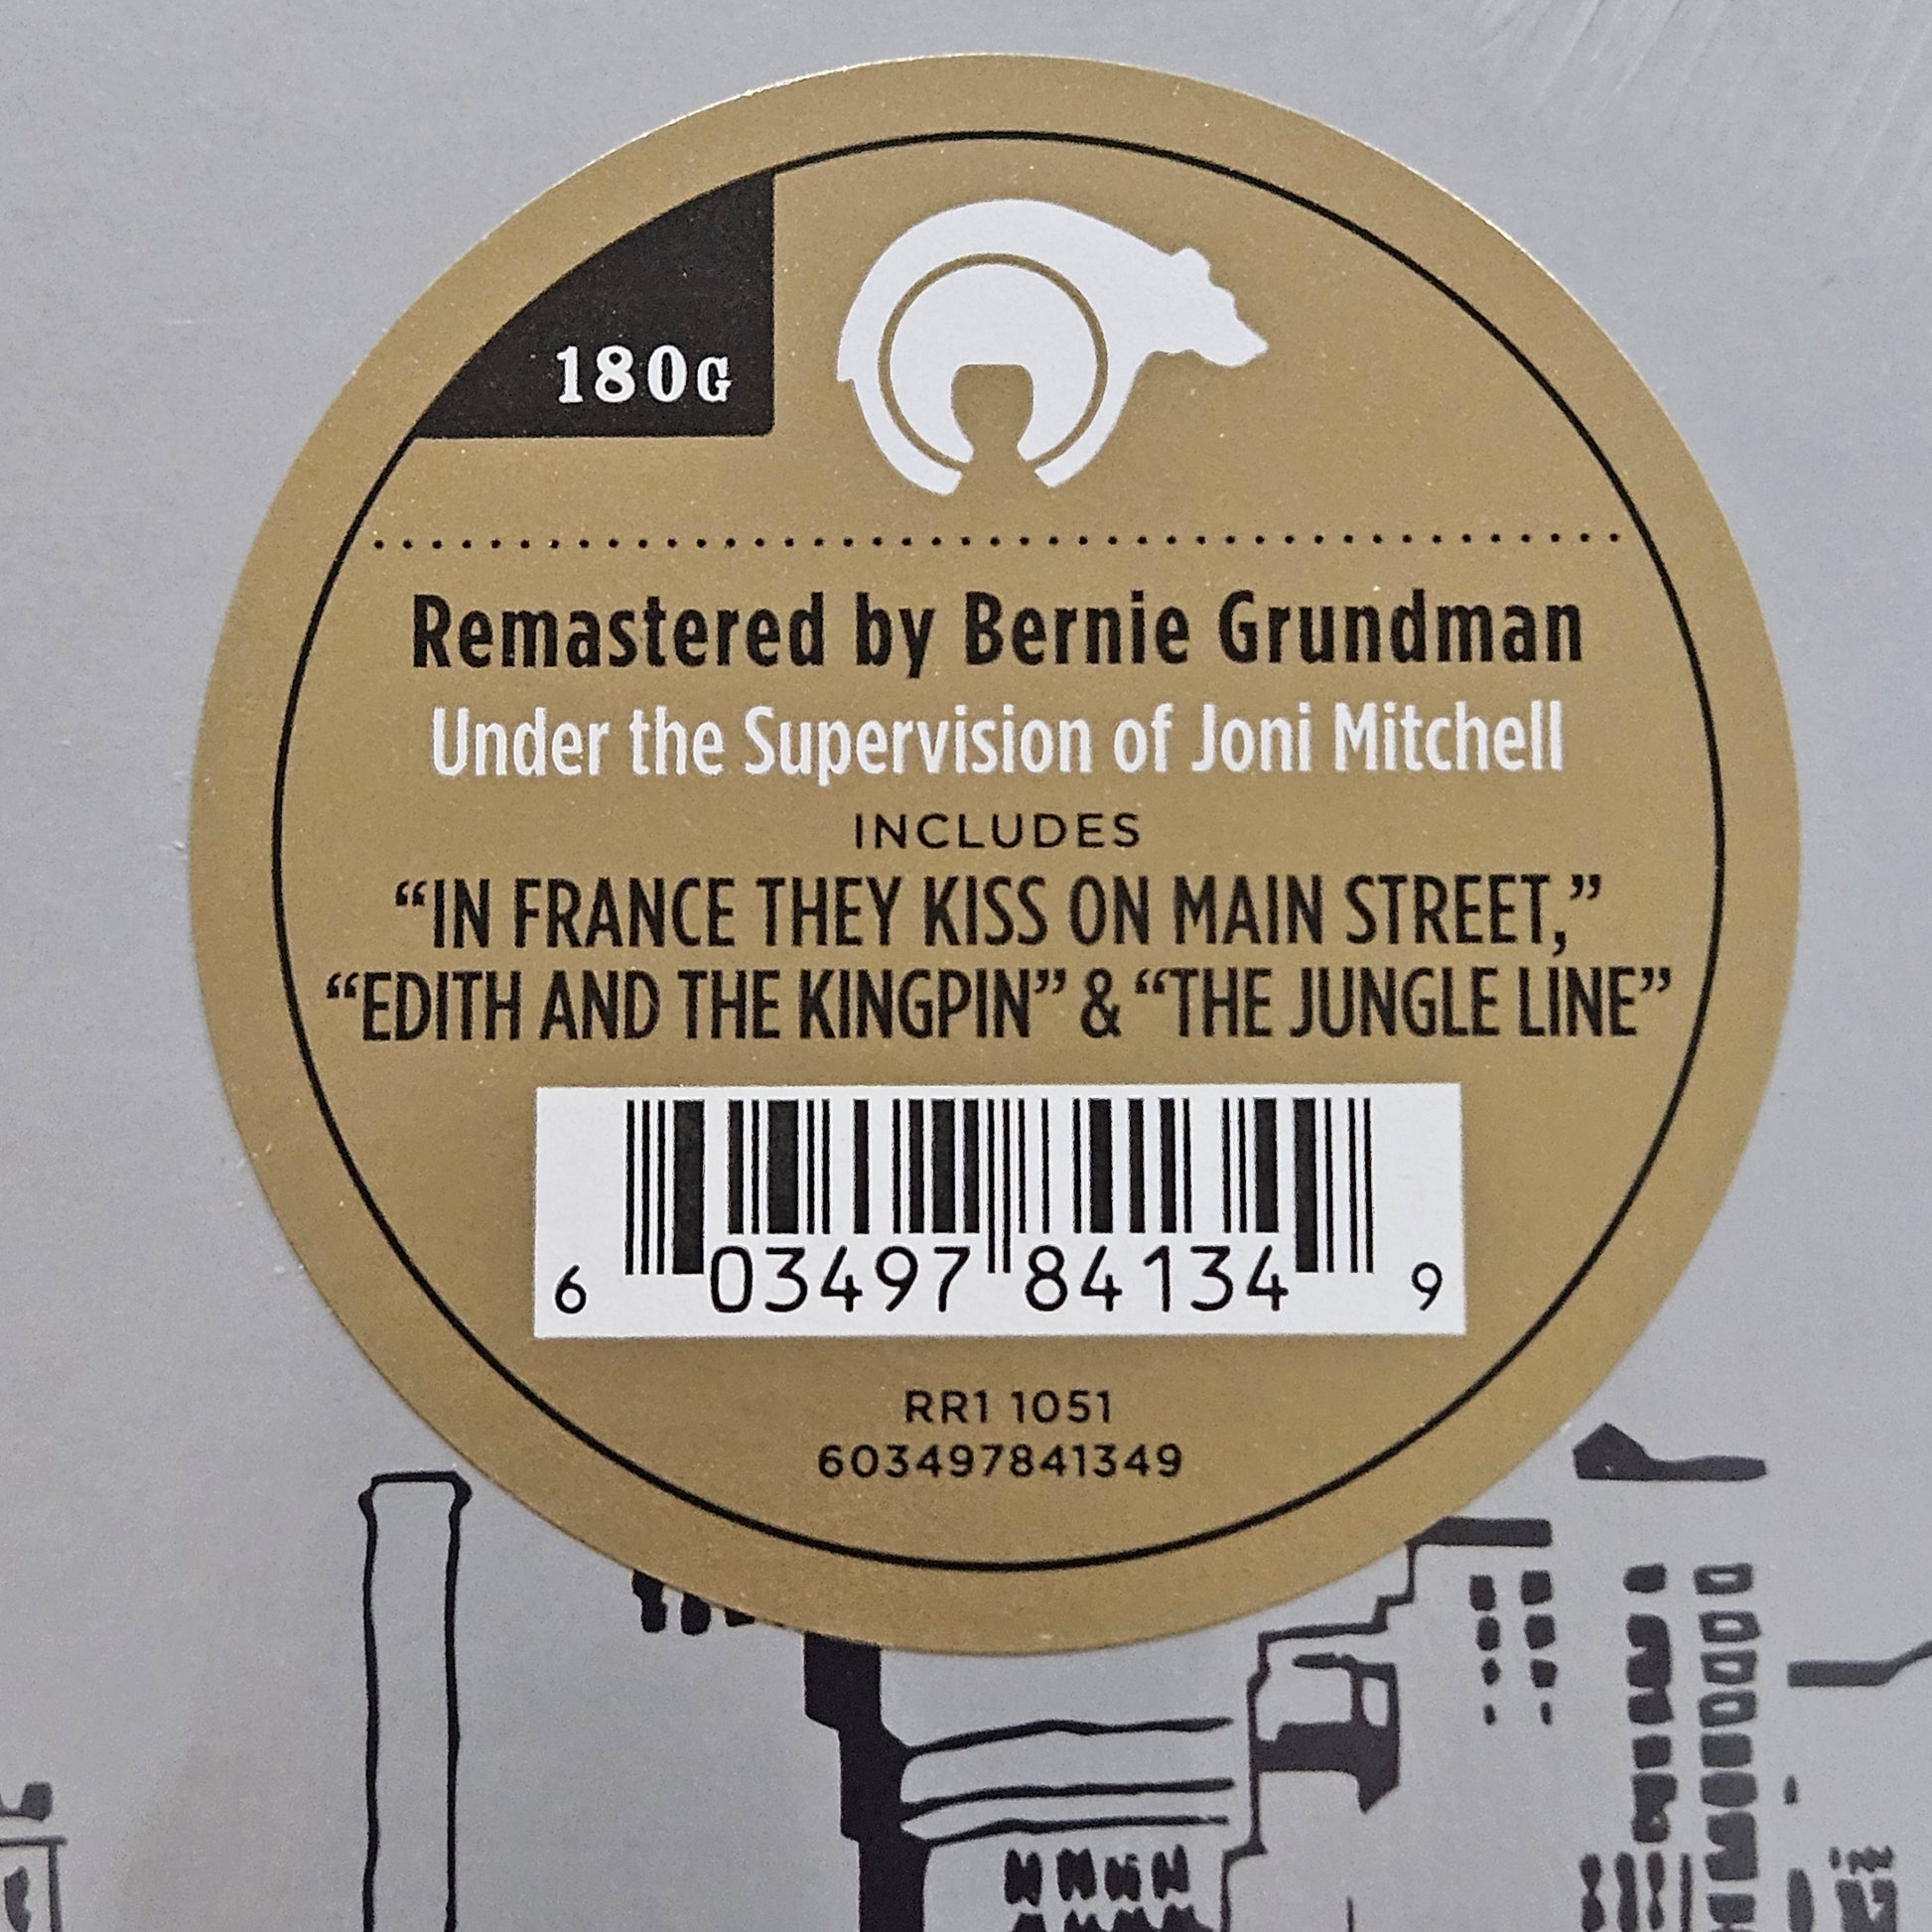 180G
Remastered by Bernie Grundman
Under the Supervision of Joni Mitchell
INCLUDES
“IN FRANCE THEY KISS ON MAIN STREET,”
“EDITH AND THE KINGPIN” & “THE JUNGLE LINE”
6 03497 84134 9
RR1 1051
603497841349